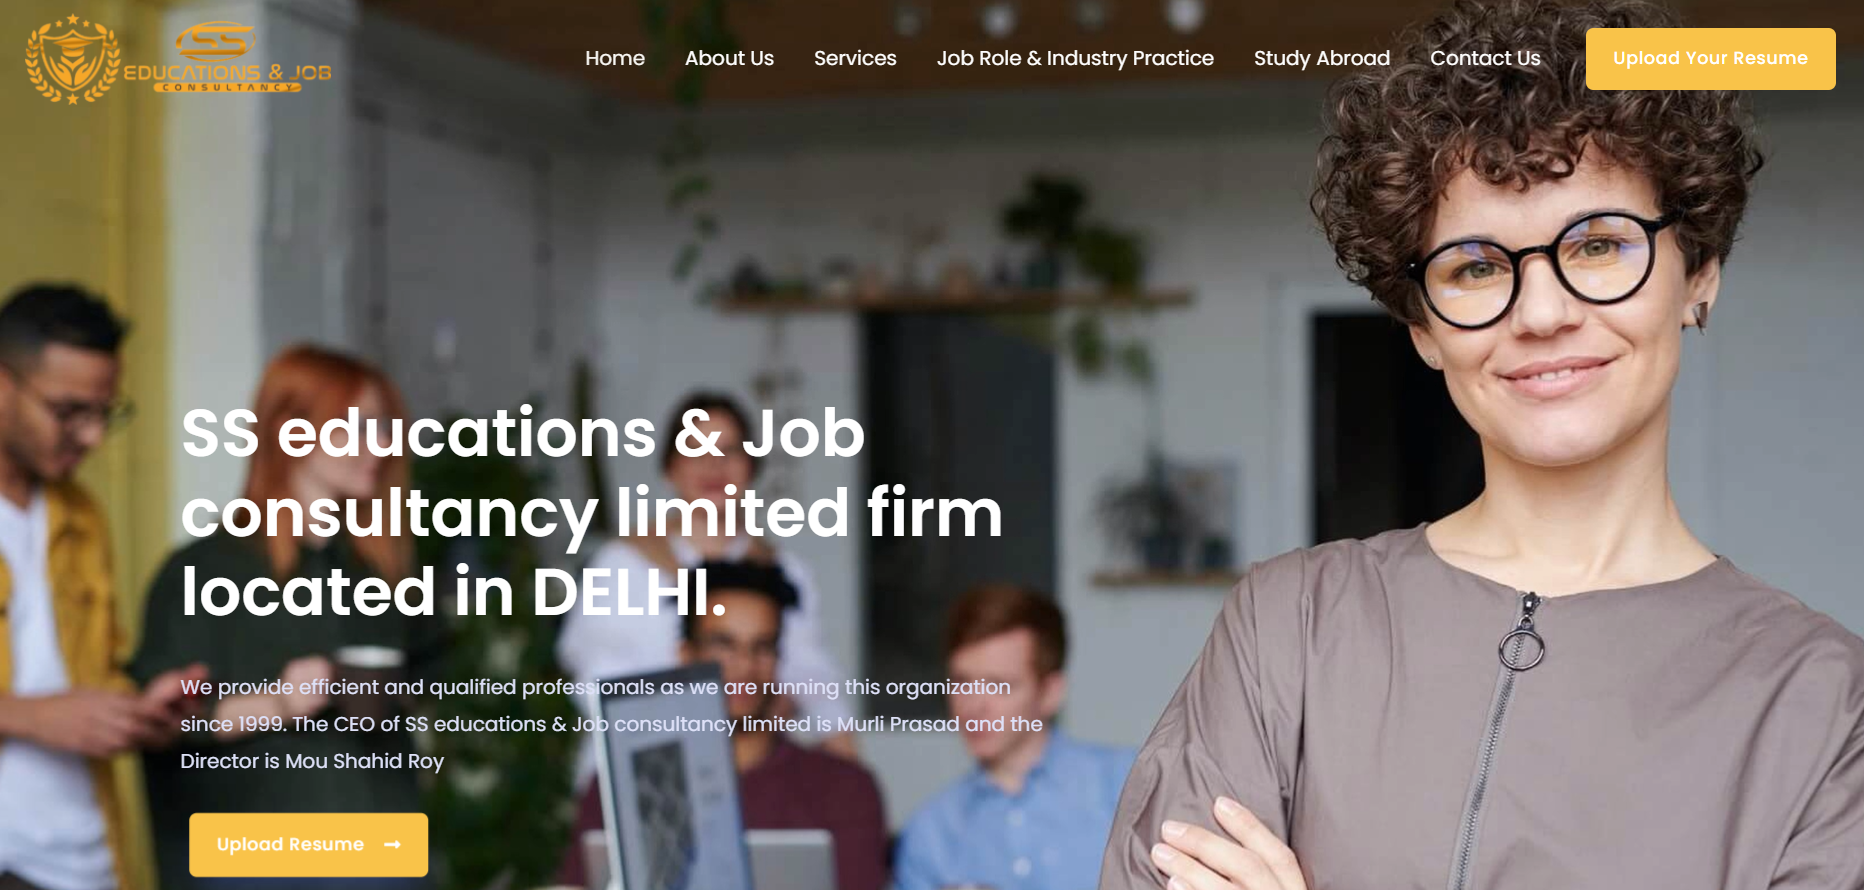 SS
EDUCATIONS & JOB
CONSULTANCY
Home About Us Services Job Role & Industry Practice Study Abroad Contact Us Upload Your Resume
SS educations & Job
consultancy limited firm
located in DELHI.
We provide efficient and qualified professionals as we are running this organization
since 1999. The CEO of SS educations & Job consultancy limited is Murli Prasad and the
Director is Mou Shahid Roy
Upload Resume